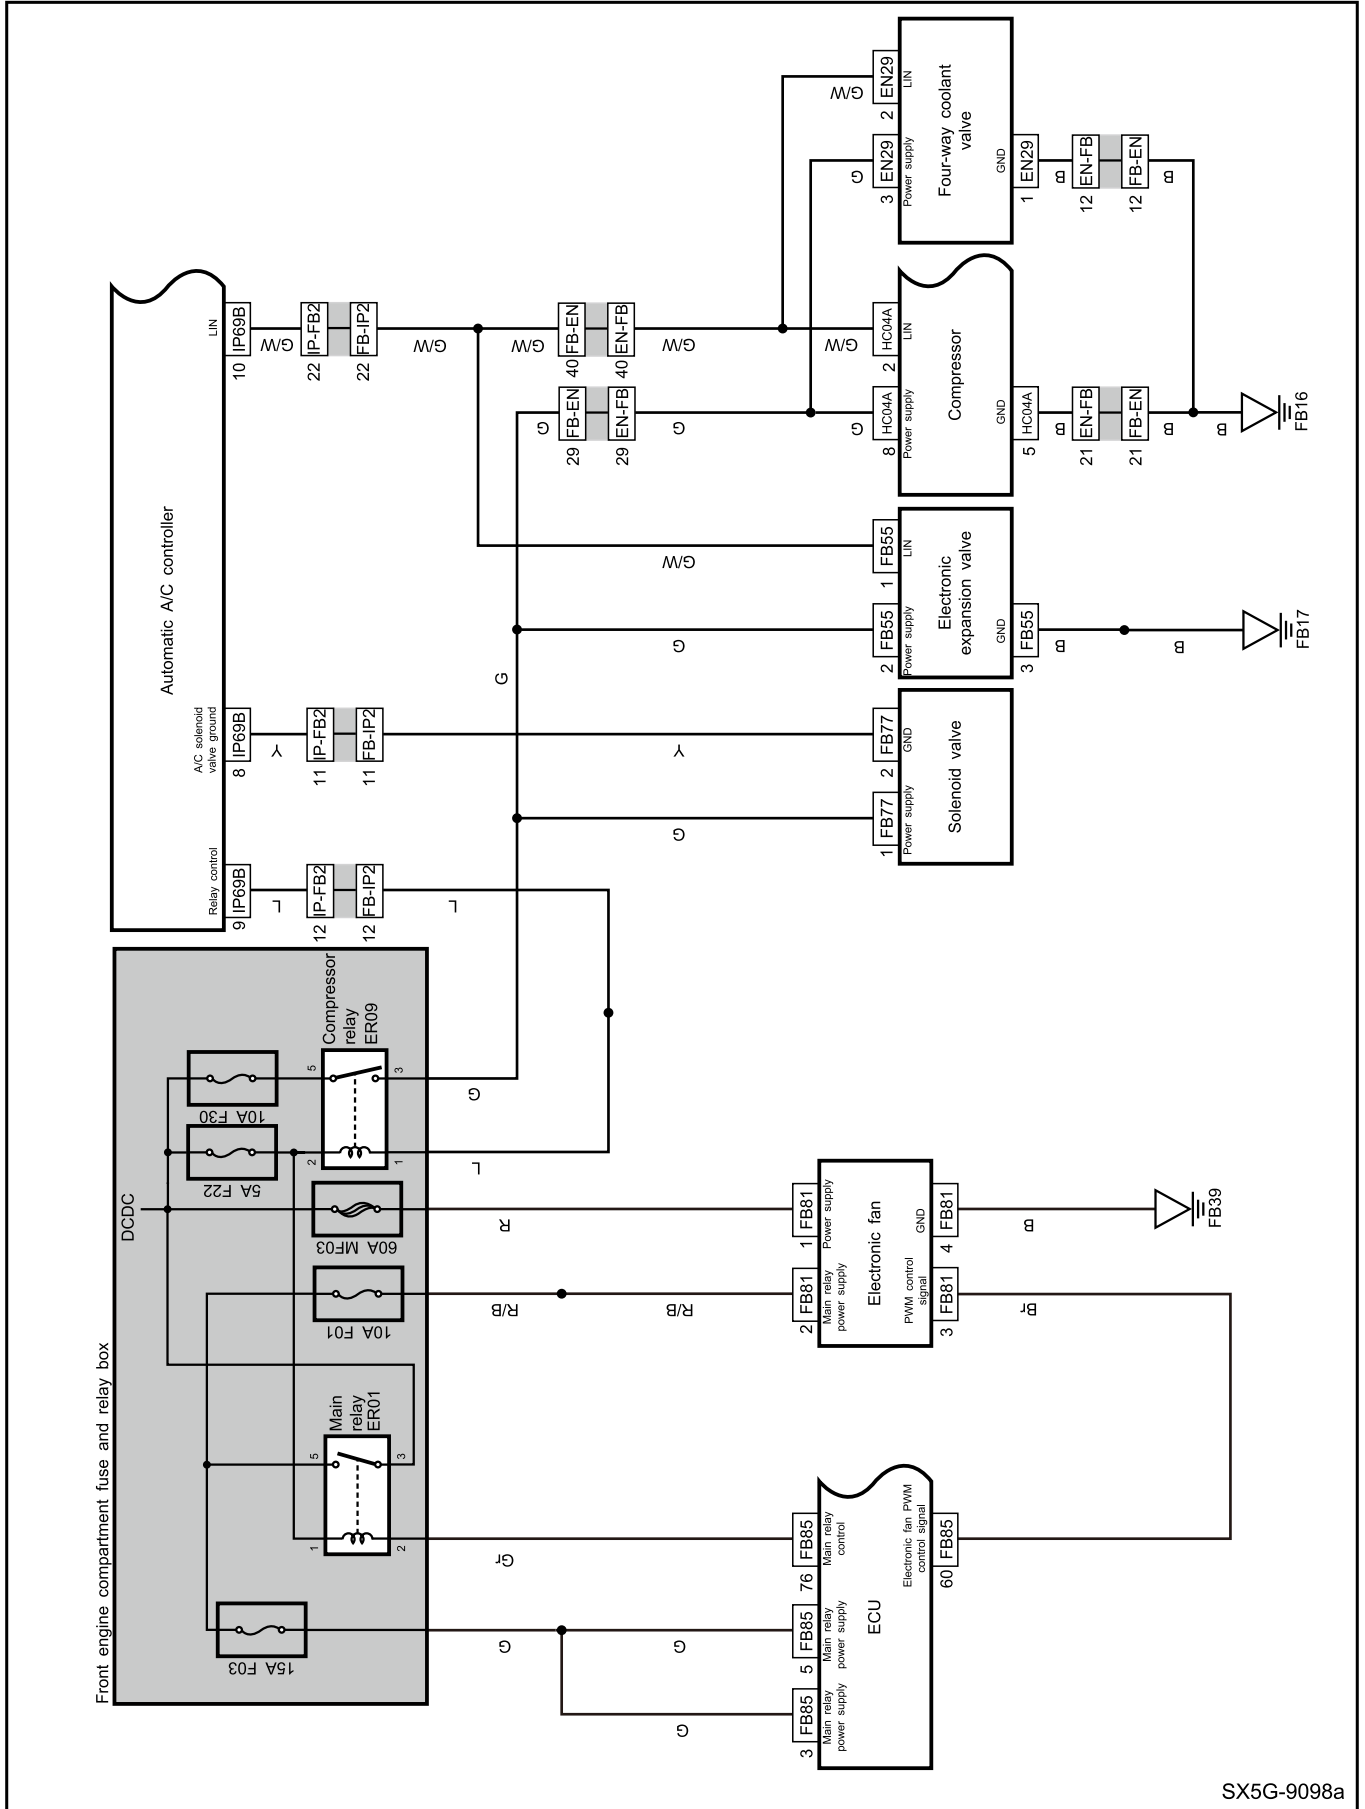 Front engine compartment fuse and relay box
DCDC
15A F03
Main
relay
ER01
5
3
1
2
10A F01
60A MF03
5A F22
10A F30
Compressor
relay
ER09
5
3
2
1
Automatic A/C controller
Relay control
9 IP69B
A/C solenoid
valve ground
8 IP69B
LIN
10 IP69B
L
12 IP-FB2
12 FB-IP2
L
Y
11 IP-FB2
11 FB-IP2
Y
G/W
22 IP-FB2
22 FB-IP2
G/W
G/W
40 FB-EN
40 EN-FB
G/W
G/W
G/W
G/W
G
29 FB-EN
29 EN-FB
G
G
G
G
G
G
G
L
R
R/B
R/B
Gr
G
G
G
3 FB85
Main relay
power supply
5 FB85
Main relay
power supply
76 FB85
Main relay
control
ECU
Electronic fan PWM
control signal
60 FB85
2 FB81
Main relay
power supply
1 FB81
Power supply
Electronic fan
PWM control
signal
3 FB81
GND
4 FB81
Br
B
FB39
1 FB77
Power supply
2 FB77
GND
Solenoid valve
2 FB55
Power supply
1 FB55
LIN
Electronic
expansion valve
GND
3 FB55
B
B
FB17
8 HC04A
Power supply
2 HC04A
LIN
Compressor
GND
5 HC04A
B
21 EN-FB
21 FB-EN
B
B
FB16
3 EN29
Power supply
2 EN29
LIN
Four-way coolant
valve
GND
1 EN29
B
12 EN-FB
12 FB-EN
B
SX5G-9098a